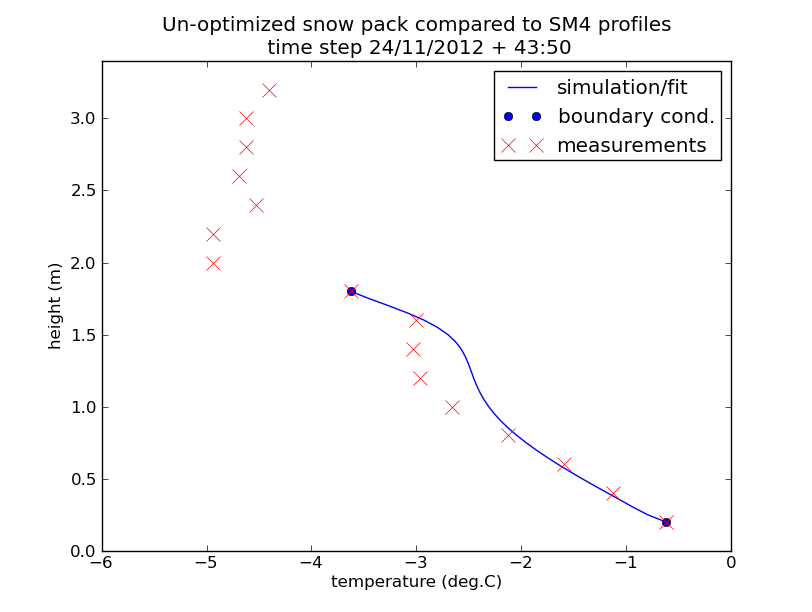 Un-optimized snow pack compared to SM4 profiles
time step 24/11/2012 + 43:50
simulation/fit
boundary cond.
measurements
3.0
2.5
2.0
1.5
1.0
0.5
0.0
height (m)
−6 −5 −4 −3 −2 −1 0
temperature (deg.C)